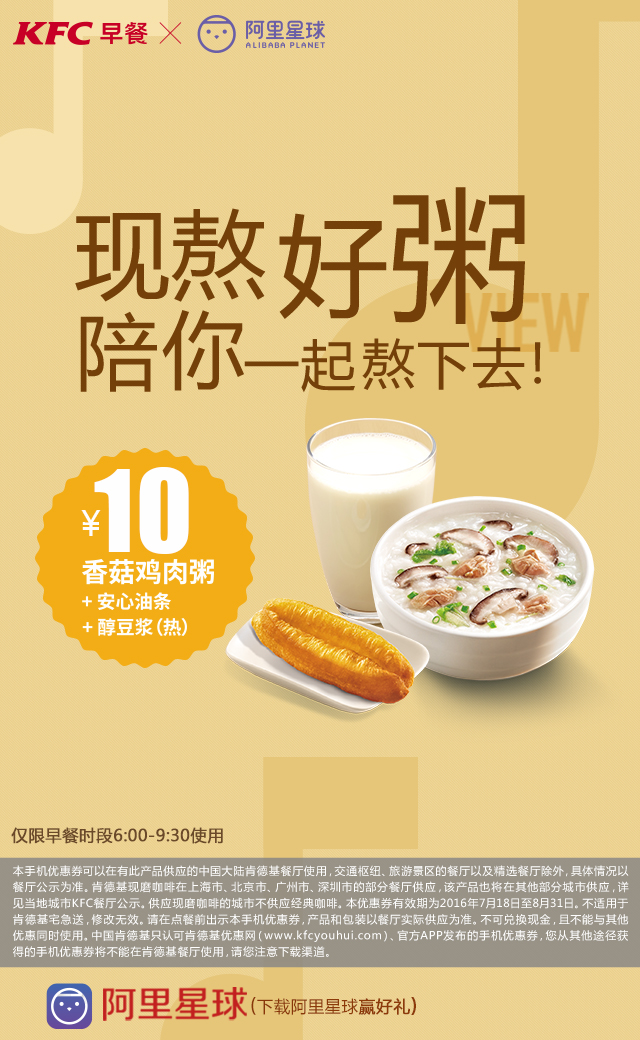 KFC 早餐 × 阿里星球
ALIBABA PLANET
现熬好粥
VIEW
陪你一起熬下去!
¥10
香菇鸡肉粥
+ 安心油条
+ 醇豆浆(热)
仅限早餐时段6:00-9:30使用
本手机优惠券可以在有此产品供应的中国大陆肯德基餐厅使用,交通枢纽、旅游景区的餐厅以及精选餐厅除外,具体情况以
餐厅公示为准。肯德基现磨咖啡在上海市、北京市、广州市、深圳市的部分餐厅供应,该产品也将在其他部分城市供应,详
见当地城市KFC餐厅公示。供应现磨咖啡的城市不供应经典咖啡。本优惠券有效期为2016年7月18日至8月31日。不适用于
肯德基宅急送,修改无效。请在点餐前出示本手机优惠券,产品和包装以餐厅实际供应为准。不可兑换现金,且不能与其他
优惠同时使用。中国肯德基只认可肯德基优惠网(www.kfcyouhui.com)、官方APP发布的手机优惠券,您从其他途径获
得的手机优惠券将不能在肯德基餐厅使用,请您注意下载渠道。
阿里星球(下载阿里星球赢好礼)